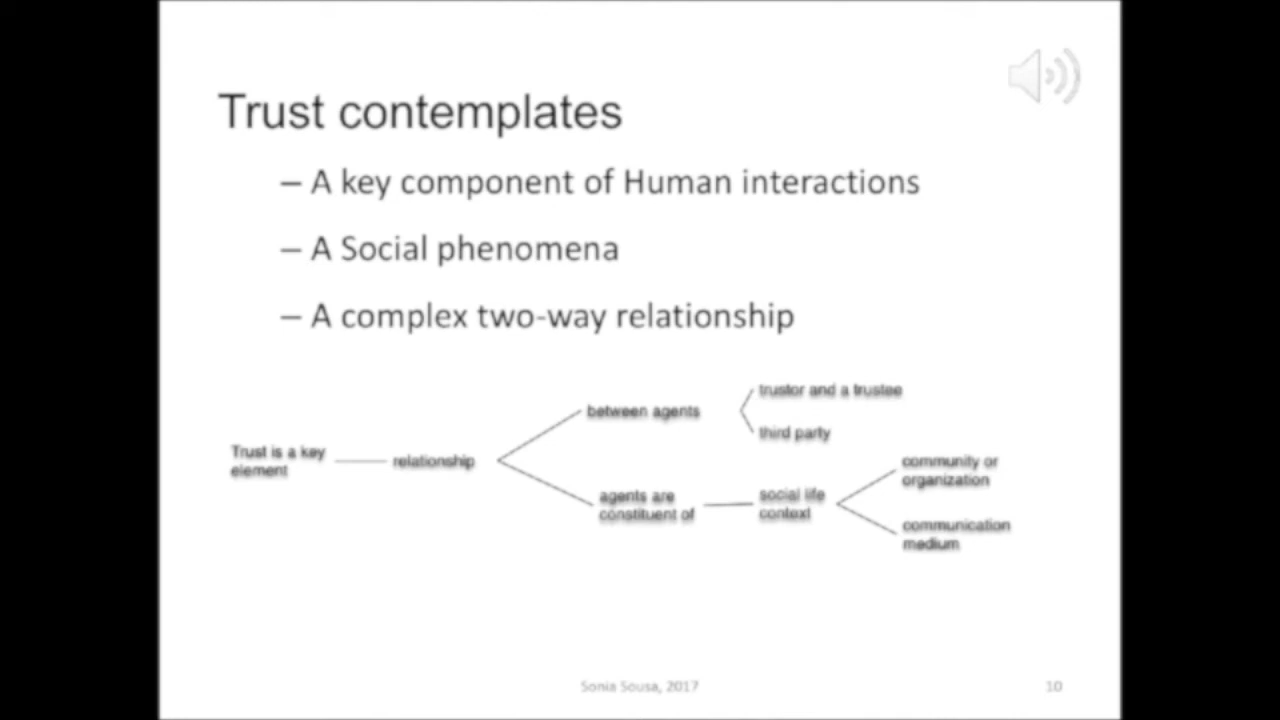 Trust contemplates
– A key component of Human interactions
– A Social phenomena
– A complex two-way relationship
trustor and a trustee
between agents
third party
Trust is a key
element
relationship
community or
organization
agents are
constituent of
social life
context
communication
medium
Sonia Sousa, 2017
10